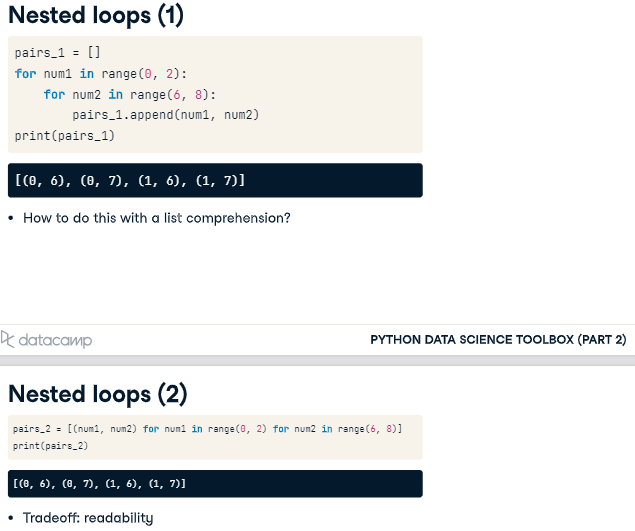 Nested loops (1)
pairs_1 = []
for num1 in range(0, 2):
    for num2 in range(6, 8):
        pairs_1.append(num1, num2)
print(pairs_1)
[(0, 6), (0, 7), (1, 6), (1, 7)]
• How to do this with a list comprehension?
datacamp
PYTHON DATA SCIENCE TOOLBOX (PART 2)
Nested loops (2)
pairs_2 = [(num1, num2) for num1 in range(0, 2) for num2 in range(6, 8)]
print(pairs_2)
[(0, 6), (0, 7), (1, 6), (1, 7)]
• Tradeoff: readability